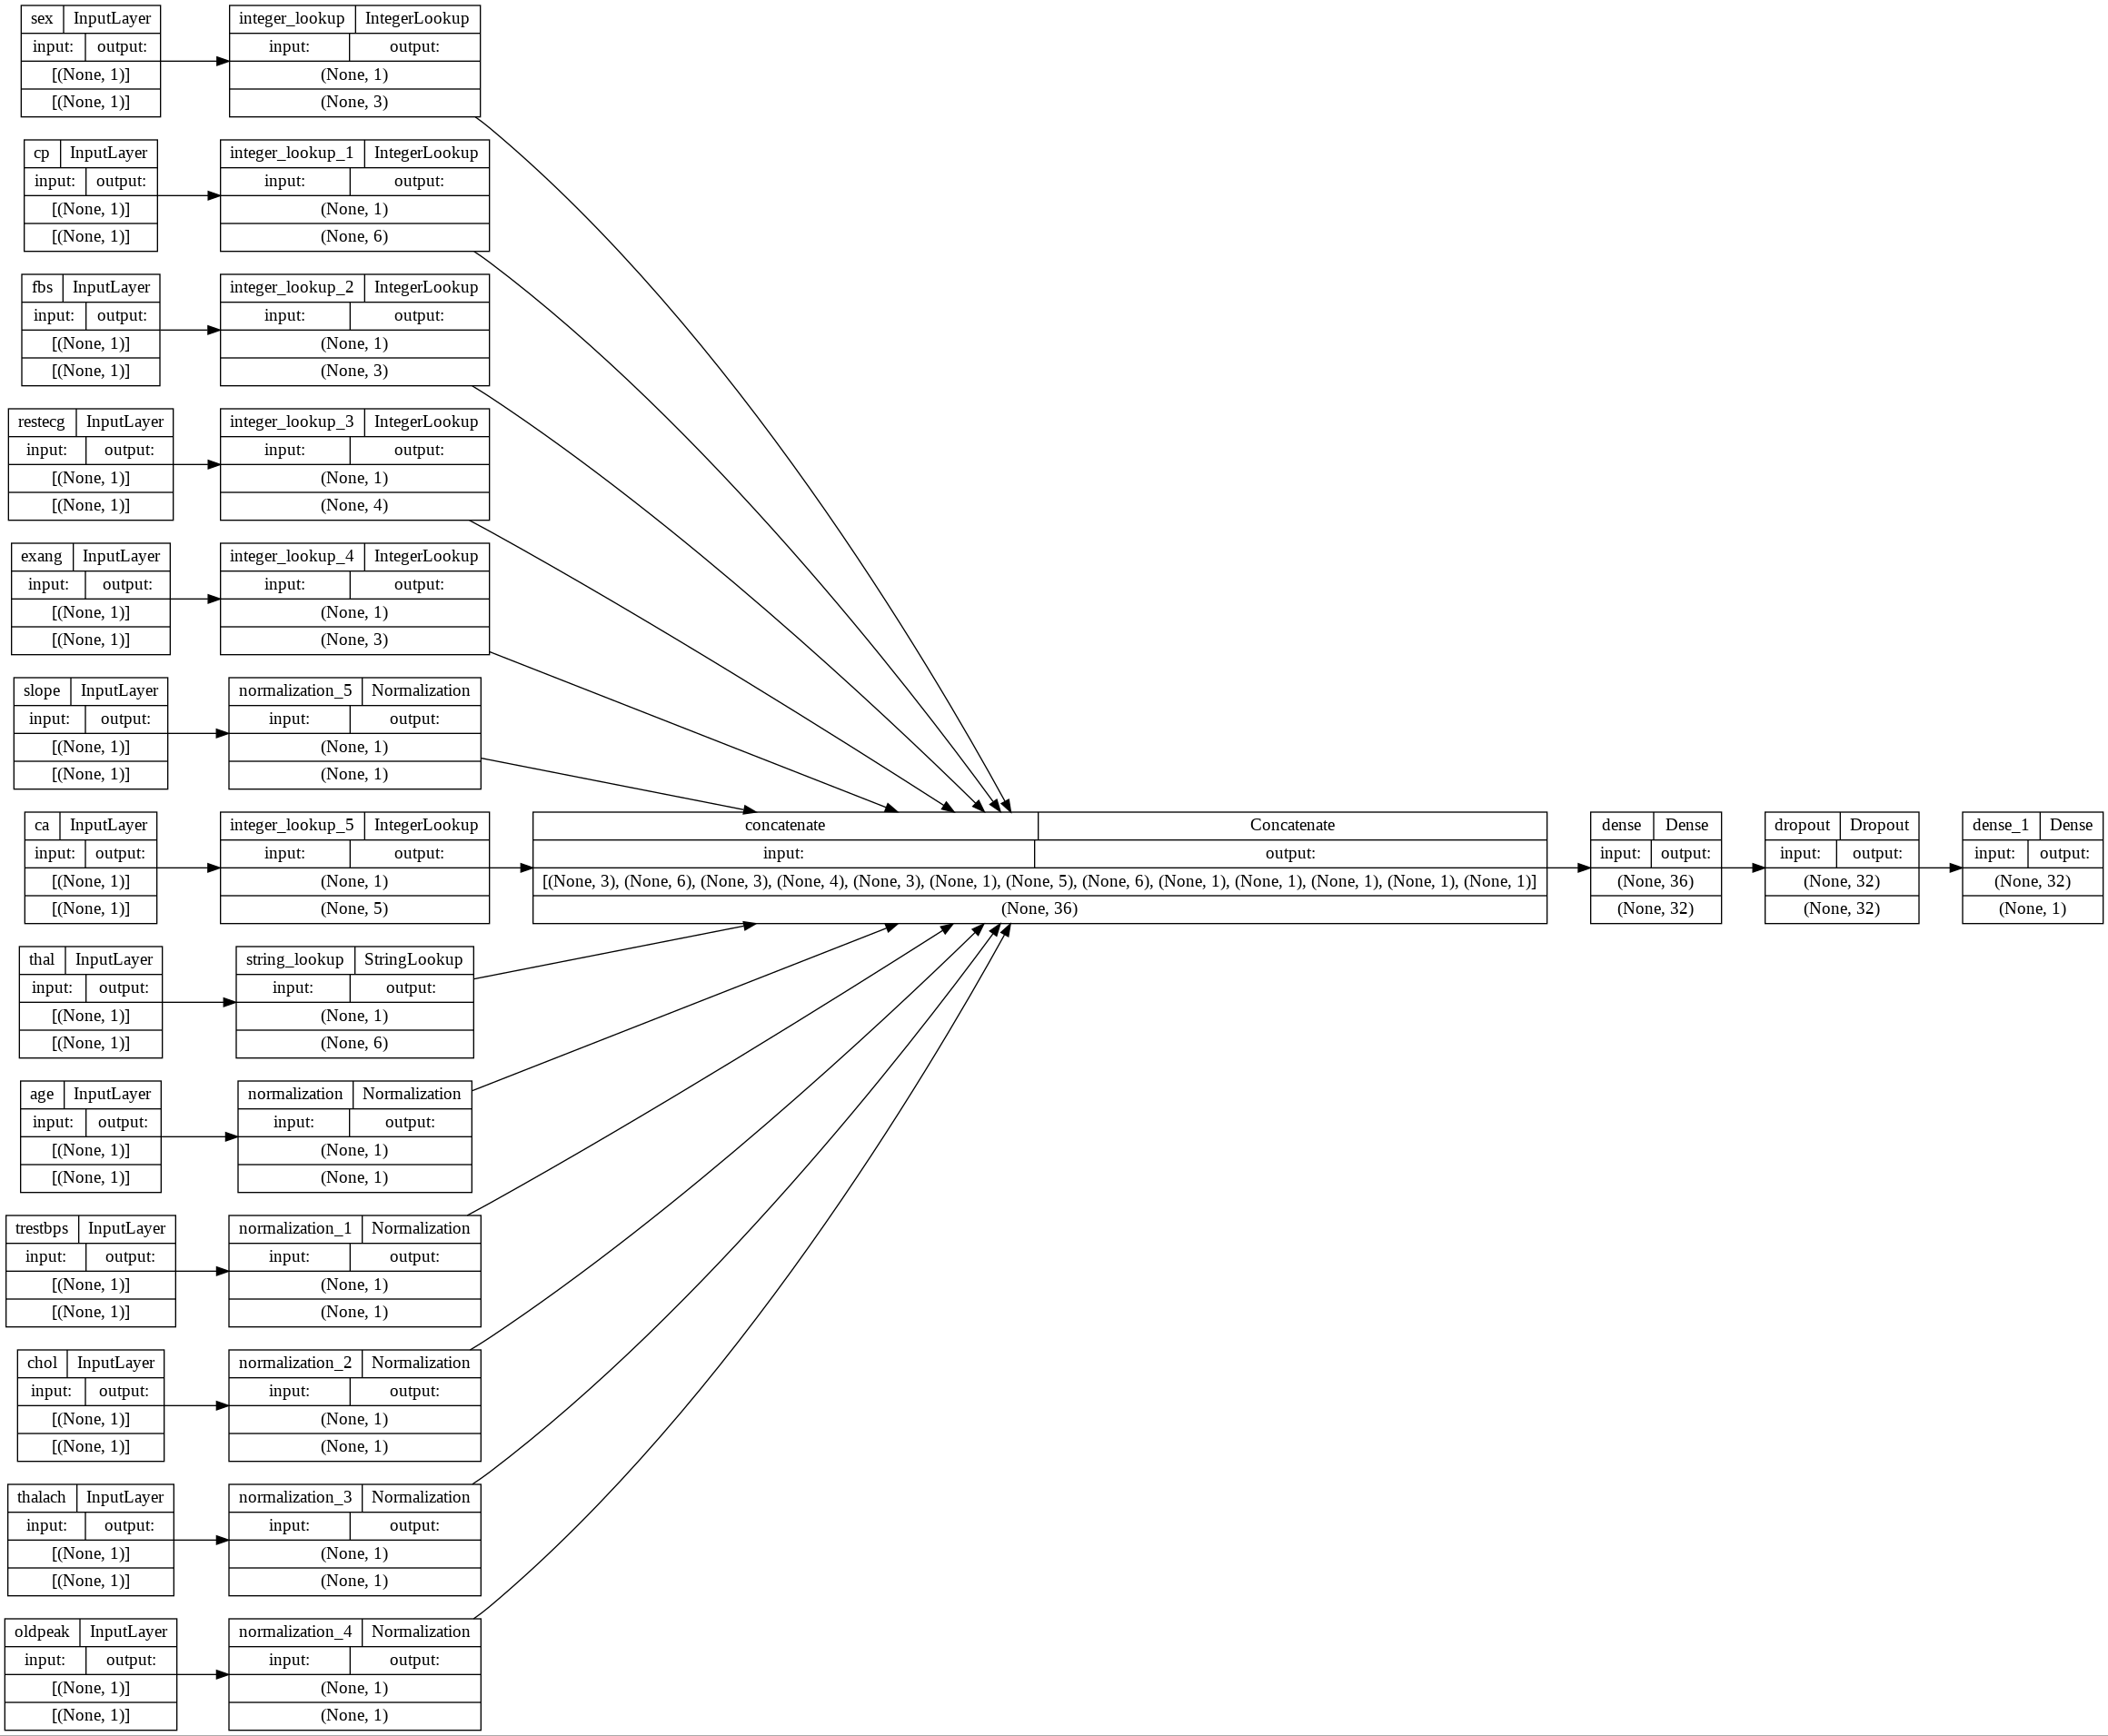 sex InputLayer
input: output:
[(None, 1)]
[(None, 1)]
integer_lookup IntegerLookup
input: output:
(None, 1)
(None, 3)
cp InputLayer
input: output:
[(None, 1)]
[(None, 1)]
integer_lookup_1 IntegerLookup
input: output:
(None, 1)
(None, 6)
fbs InputLayer
input: output:
[(None, 1)]
[(None, 1)]
integer_lookup_2 IntegerLookup
input: output:
(None, 1)
(None, 3)
restecg InputLayer
input: output:
[(None, 1)]
[(None, 1)]
integer_lookup_3 IntegerLookup
input: output:
(None, 1)
(None, 4)
exang InputLayer
input: output:
[(None, 1)]
[(None, 1)]
integer_lookup_4 IntegerLookup
input: output:
(None, 1)
(None, 3)
slope InputLayer
input: output:
[(None, 1)]
[(None, 1)]
normalization_5 Normalization
input: output:
(None, 1)
(None, 1)
ca InputLayer
input: output:
[(None, 1)]
[(None, 1)]
integer_lookup_5 IntegerLookup
input: output:
(None, 1)
(None, 5)
concatenate Concatenate
input: output:
[(None, 3), (None, 6), (None, 3), (None, 4), (None, 3), (None, 1), (None, 5), (None, 6), (None, 1), (None, 1), (None, 1), (None, 1), (None, 1)]
(None, 36)
dense Dense
input: output:
(None, 36)
(None, 32)
dropout Dropout
input: output:
(None, 32)
(None, 32)
dense_1 Dense
input: output:
(None, 32)
(None, 1)
thal InputLayer
input: output:
[(None, 1)]
[(None, 1)]
string_lookup StringLookup
input: output:
(None, 1)
(None, 6)
age InputLayer
input: output:
[(None, 1)]
[(None, 1)]
normalization Normalization
input: output:
(None, 1)
(None, 1)
trestbps InputLayer
input: output:
[(None, 1)]
[(None, 1)]
normalization_1 Normalization
input: output:
(None, 1)
(None, 1)
chol InputLayer
input: output:
[(None, 1)]
[(None, 1)]
normalization_2 Normalization
input: output:
(None, 1)
(None, 1)
thalach InputLayer
input: output:
[(None, 1)]
[(None, 1)]
normalization_3 Normalization
input: output:
(None, 1)
(None, 1)
oldpeak InputLayer
input: output:
[(None, 1)]
[(None, 1)]
normalization_4 Normalization
input: output:
(None, 1)
(None, 1)